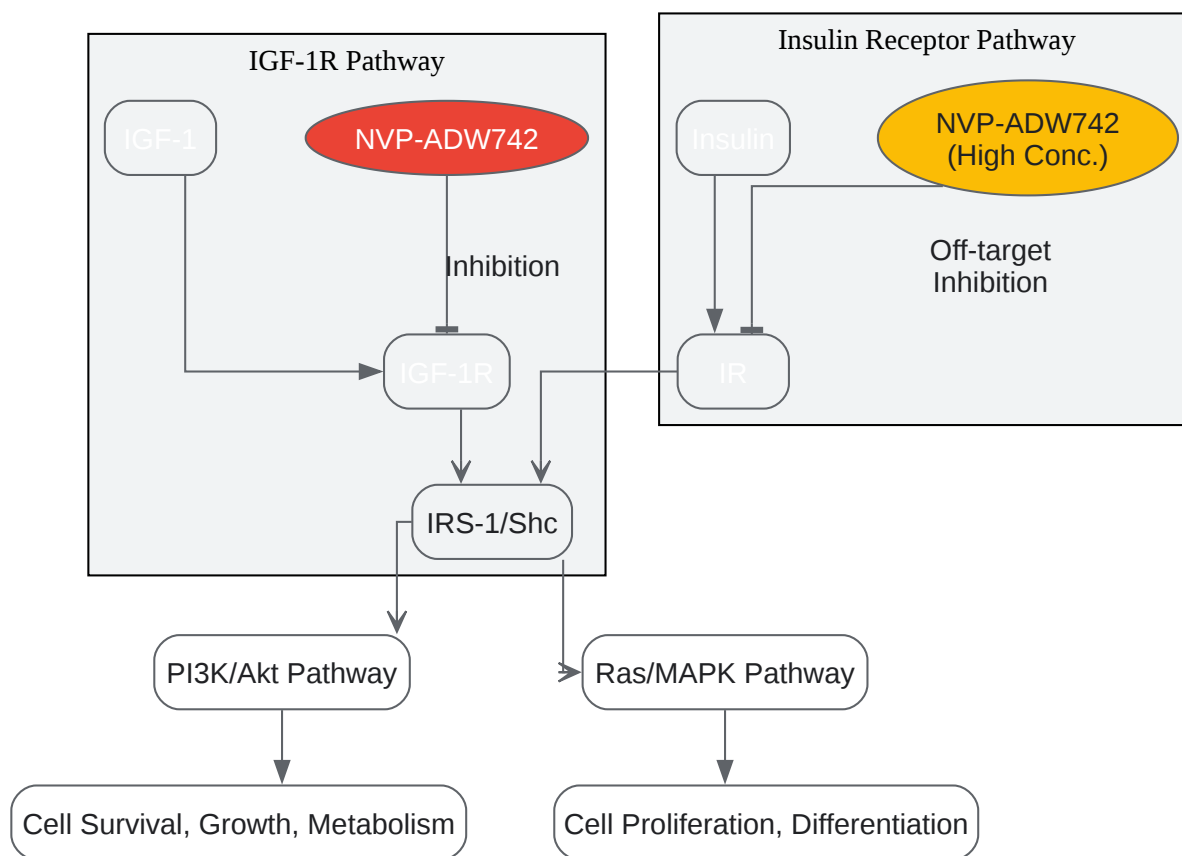 IGF-1R Pathway
IGF-1
NVP-ADW742
Inhibition
IGF-1R
IRS-1/Shc
Insulin Receptor Pathway
Insulin
NVP-ADW742
(High Conc.)
Off-target
Inhibition
IR
PI3K/Akt Pathway
Ras/MAPK Pathway
Cell Survival, Growth, Metabolism
Cell Proliferation, Differentiation